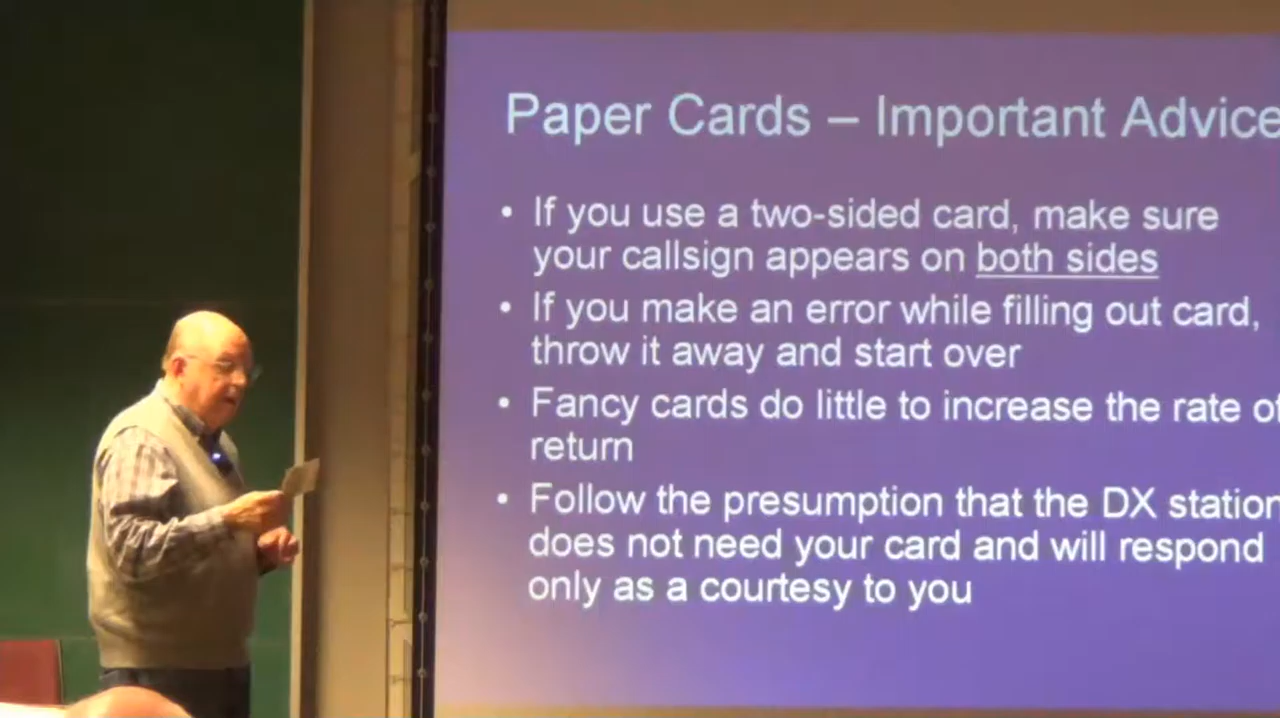 Paper Cards – Important Advice
• If you use a two-sided card, make sure
your callsign appears on both sides
• If you make an error while filling out card,
throw it away and start over
• Fancy cards do little to increase the rate of
return
• Follow the presumption that the DX station
does not need your card and will respond
only as a courtesy to you